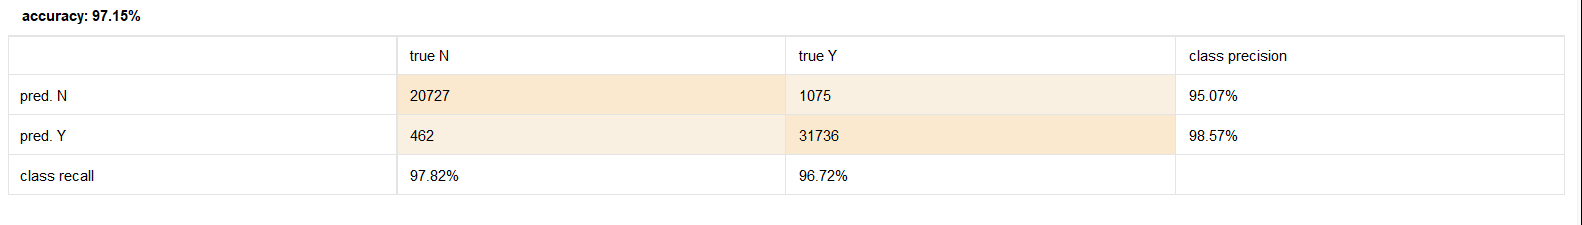 accuracy: 97.15%
true N true Y class precision
pred. N 20727 1075 95.07%
pred. Y 462 31736 98.57%
class recall 97.82% 96.72%